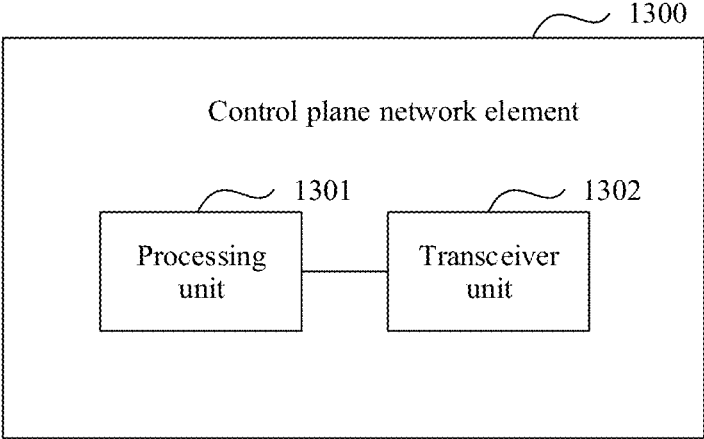 1300
Control plane network element
1301
1302
Processing
unit
Transceiver
unit